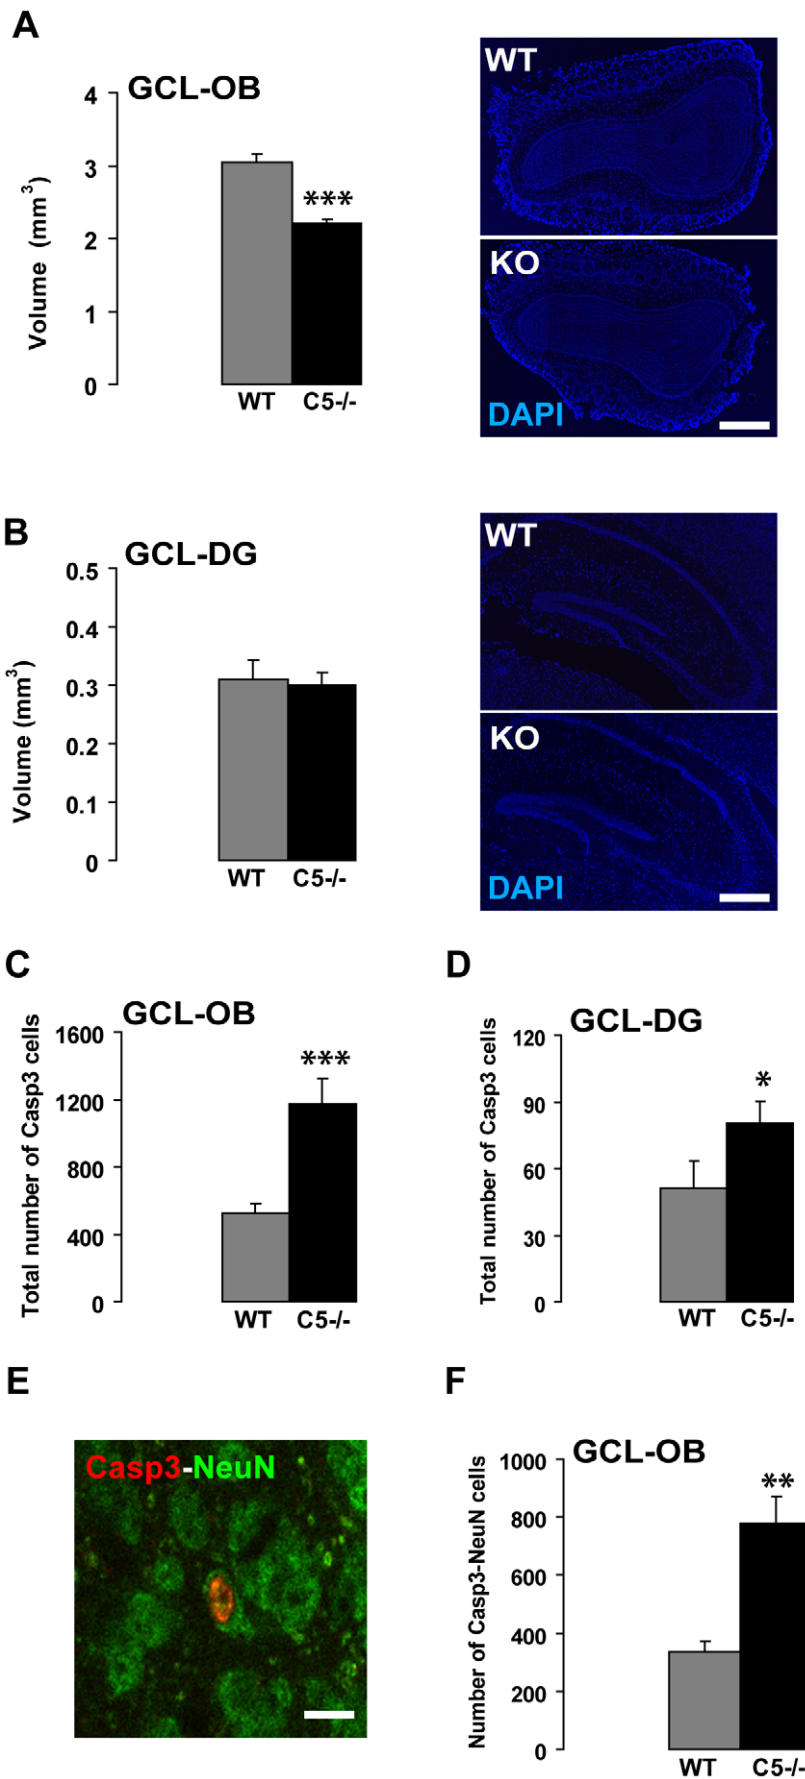 A
GCL-OB
Volume (mm3)
4
3
2
1
0
WT
C5-/-
***
WT
KO
DAPI
B
GCL-DG
Volume (mm3)
0.5
0.4
0.3
0.2
0.1
0
WT
C5-/-
WT
KO
DAPI
C
GCL-OB
Total number of Casp3 cells
1600
1200
800
400
0
***
WT
C5-/-
D
GCL-DG
Total number of Casp3 cells
120
90
60
30
0
*
WT
C5-/-
E
Casp3-NeuN
F
GCL-OB
Number of Casp3-NeuN cells
1000
800
600
400
200
0
**
WT
C5-/-